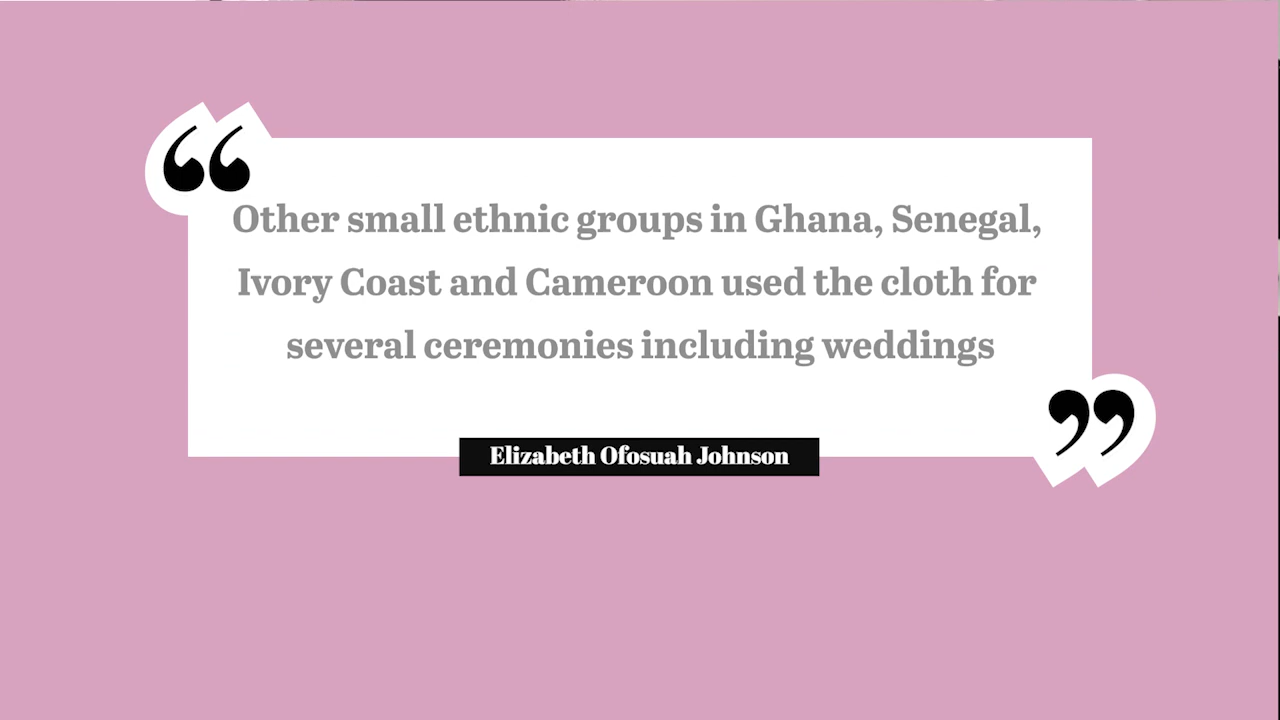 “
Other small ethnic groups in Ghana, Senegal,
Ivory Coast and Cameroon used the cloth for
several ceremonies including weddings
”
Elizabeth Ofosuah Johnson